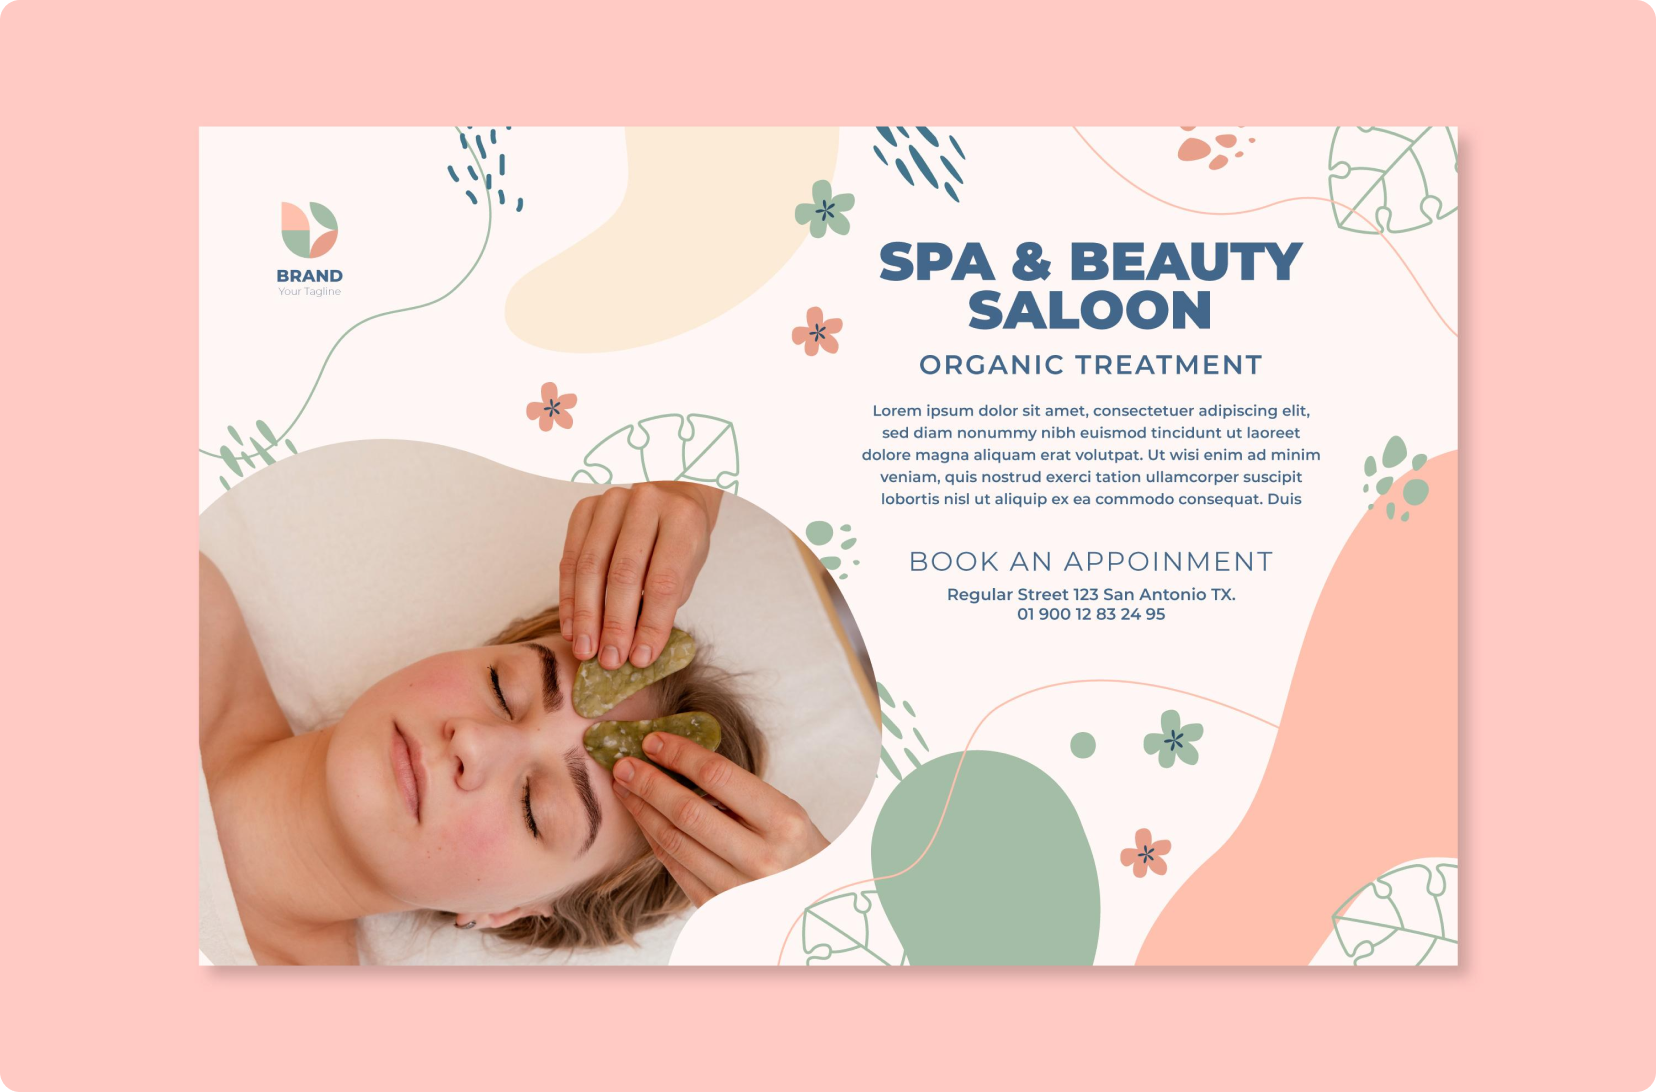 BRAND
Your Tagline
SPA & BEAUTY
SALOON
ORGANIC TREATMENT
Lorem ipsum dolor sit amet, consectetuer adipiscing elit,
sed diam nonummy nibh euismod tincidunt ut laoreet
dolore magna aliquam erat volutpat. Ut wisi enim ad minim
veniam, quis nostrud exerci tation ullamcorper suscipit
lobortis nisl ut aliquip ex ea commodo consequat. Duis
BOOK AN APPOINMENT
Regular Street 123 San Antonio TX.
01 900 12 83 24 95